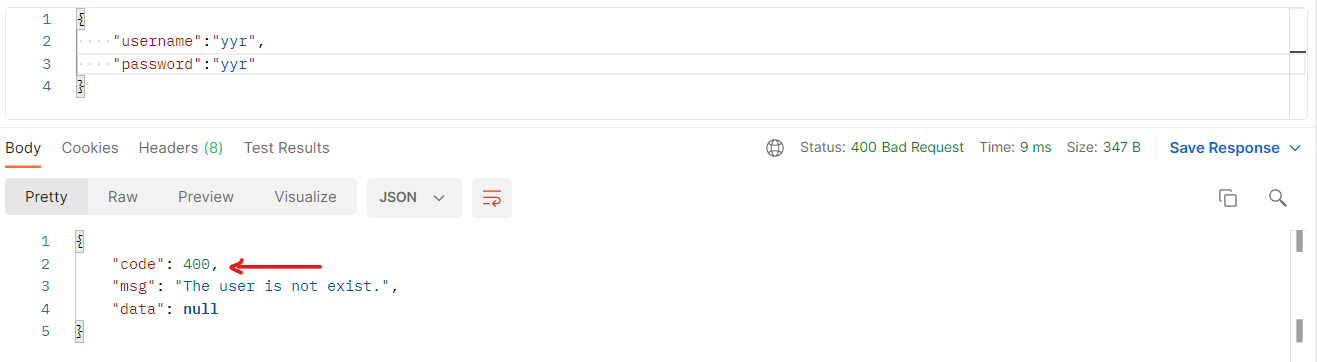 1 {
2 "username":"yyr",
3 "password":"yyr"
4 }
Body Cookies Headers (8) Test Results Status: 400 Bad Request Time: 9 ms Size: 347 B Save Response
Pretty Raw Preview Visualize JSON
1 {
2 "code": 400,
3 "msg": "The user is not exist.",
4 "data": null
5 }